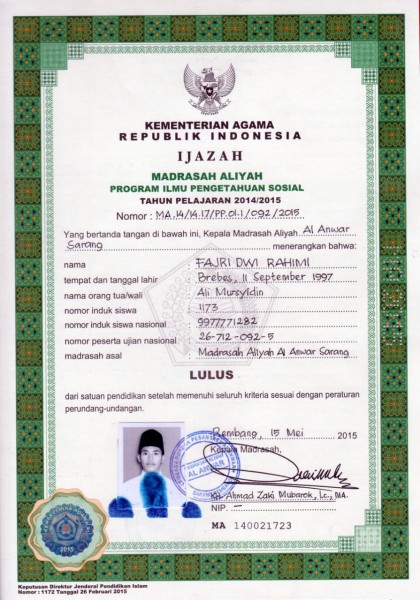 KEMENTERIAN AGAMA
REPUBLIK INDONESIA
IJAZAH
MADRASAH ALIYAH
PROGRAM ILMU PENGETAHUAN SOSIAL
TAHUN PELAJARAN 2014/2015
Nomor : MA.14/14.17/PP.01.1/092/2015
Yang bertanda tangan di bawah ini, Kepala Madrasah Aliyah Al Anwar
Sarang menerangkan bahwa:
nama : FAJRI DWI RAHIMI
tempat dan tanggal lahir : Brebes, 11 September 1997
nama orang tua/wali : Ali Mursyidin
nomor induk siswa : 1173
nomor induk siswa nasional : 9977771282
nomor peserta ujian nasional : 26-712-092-5
madrasah asal : Madrasah Aliyah Al Anwar Sarang
LULUS
dari satuan pendidikan setelah memenuhi seluruh kriteria sesuai dengan peraturan
perundang-undangan.
Rembang, 15 Mei 2015
Kepala Madrasah,
AL ANWAR
KH. Ahmad Zaki Mubarok, Lc., MA.
NIP. -
MA 140021723
2015
Keputusan Direktur Jenderal Pendidikan Islam
Nomor : 1172 Tanggal 26 Februari 2015